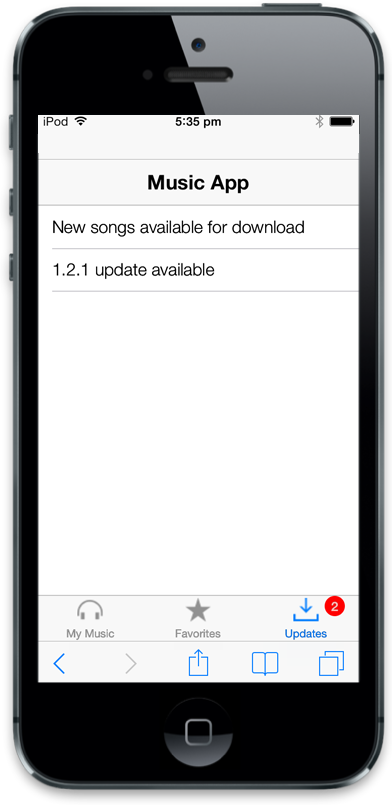 iPod 5:35 pm
Music App
New songs available for download
1.2.1 update available
2
My Music Favorites Updates